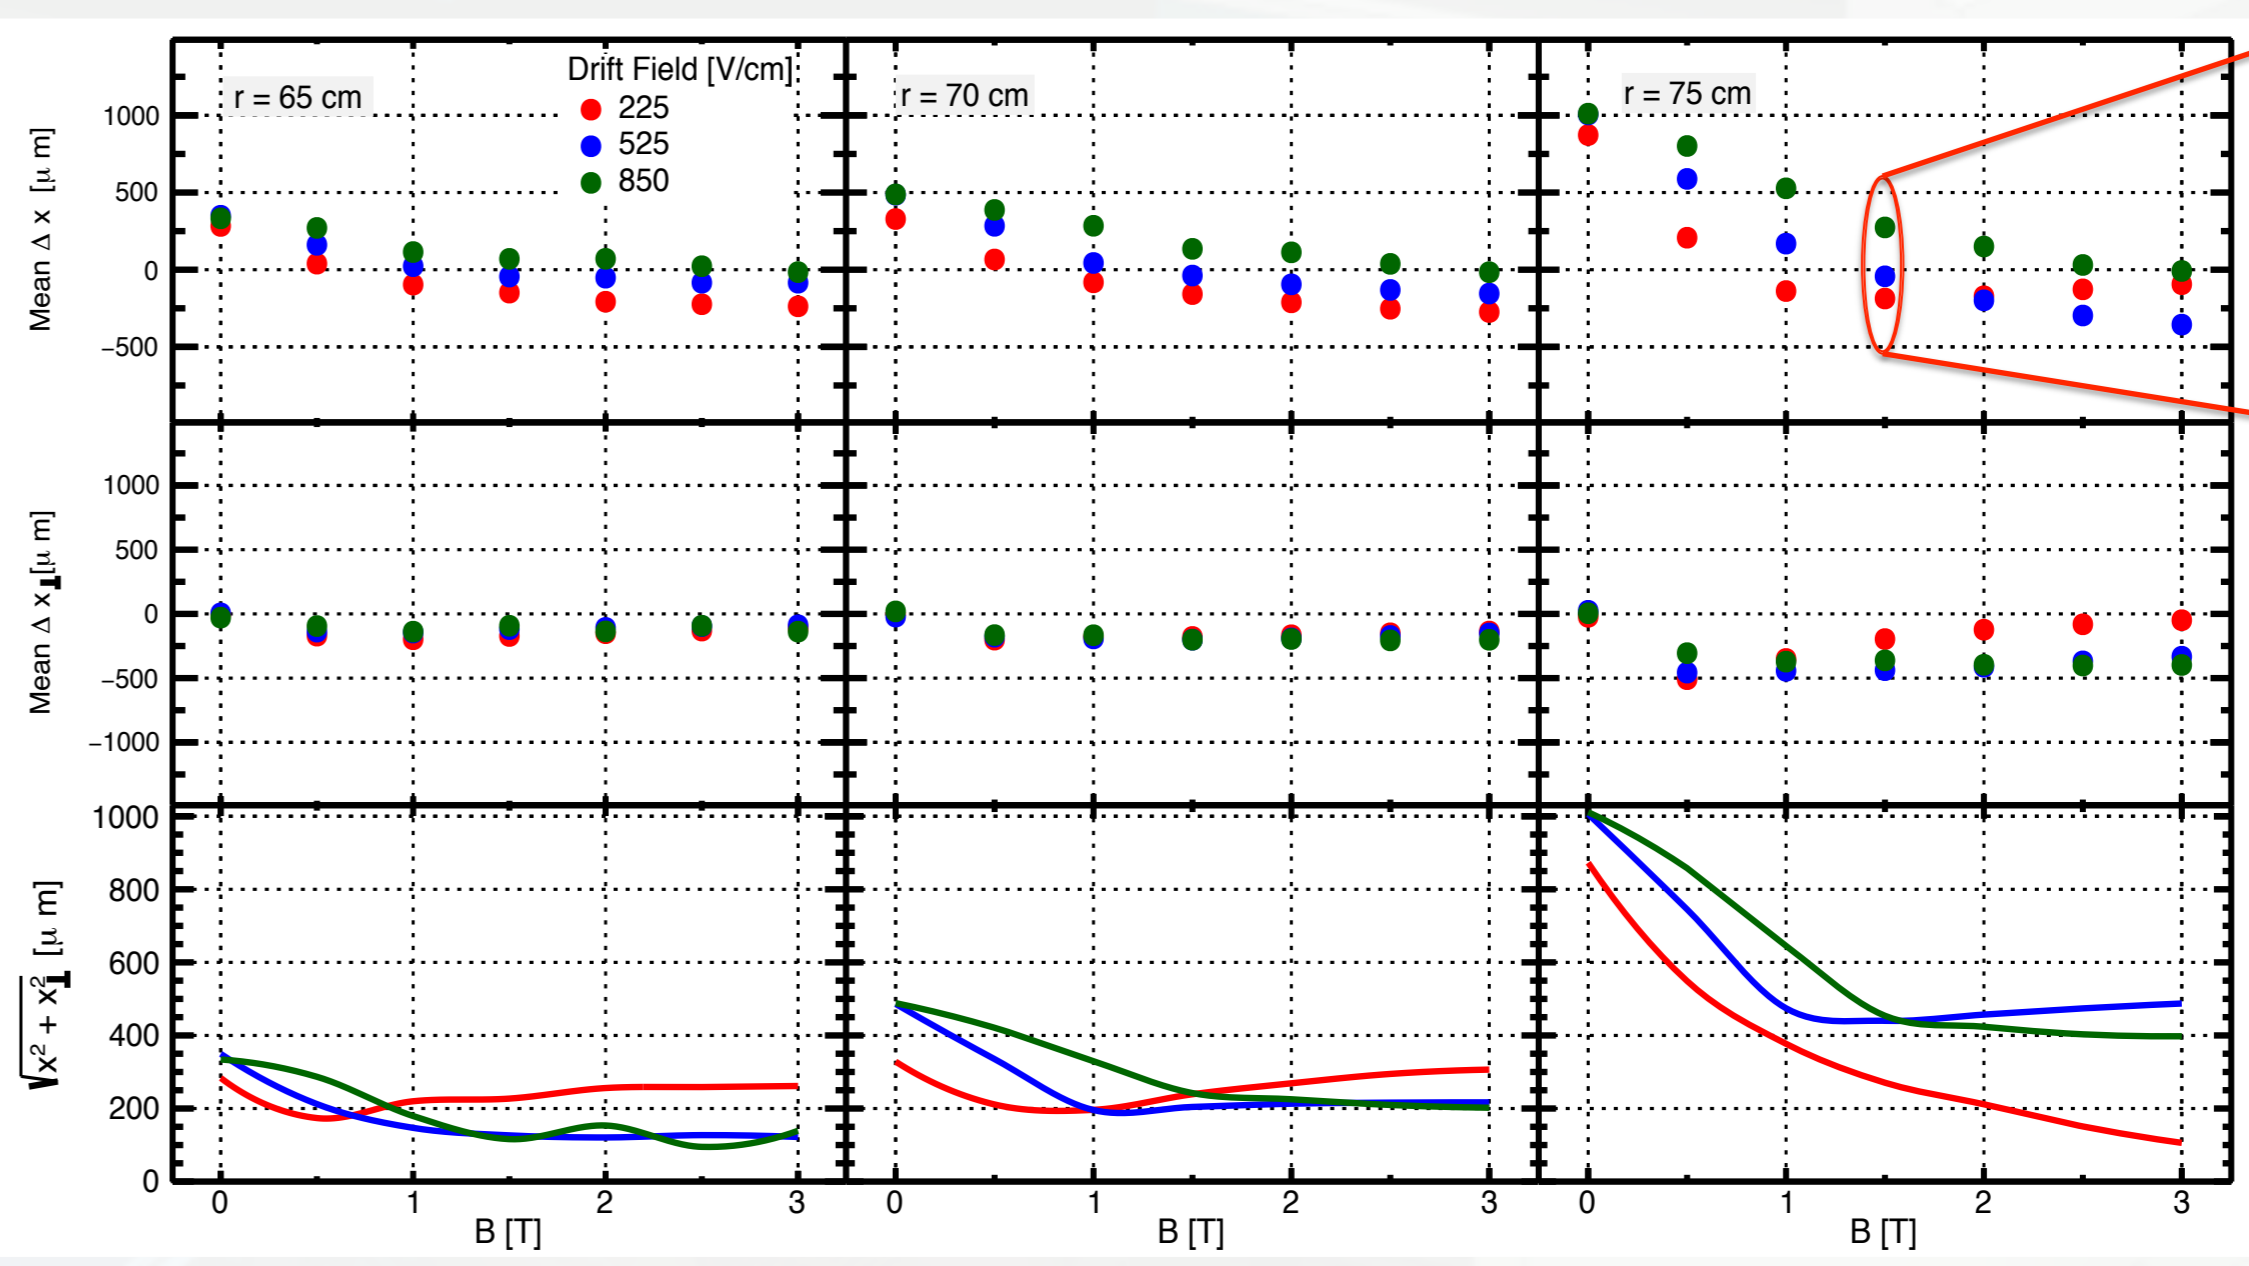 Drift Field [V/cm]
225
525
850
r = 65 cm
r = 70 cm
r = 75 cm
Mean Δ x [μ m]
1000
500
0
−500
Mean Δ x⊥[μ m]
1000
500
0
−500
−1000
√x² + x²⊥ [μ m]
1000
800
600
400
200
0
0 1 2 3
0 1 2 3
0 1 2 3
B [T]
B [T]
B [T]